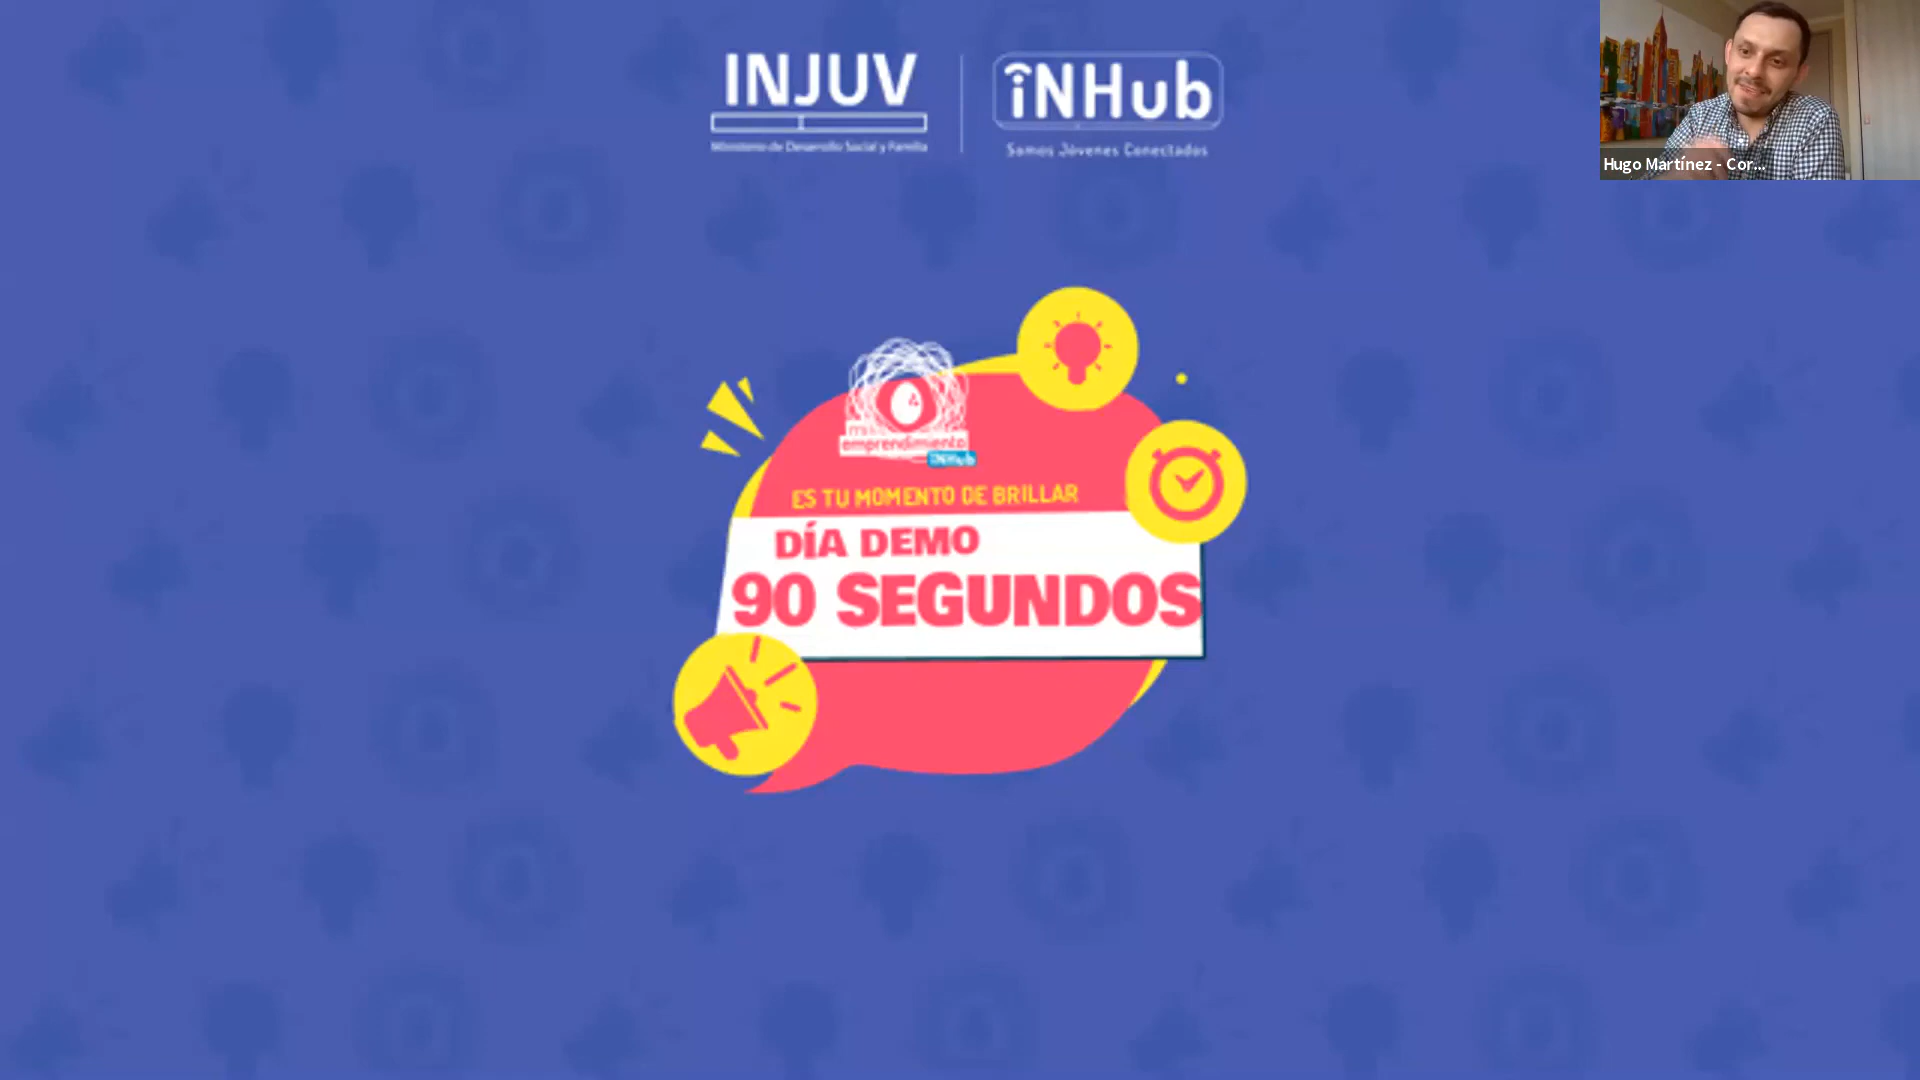 INJUV
Ministerio de Desarrollo Social y Familia
iNHub
Somos Jóvenes Conectados
Hugo Martínez - Cor...
mi
emprendimiento
iNHub
ES TU MOMENTO DE BRILLAR
DÍA DEMO
90 SEGUNDOS